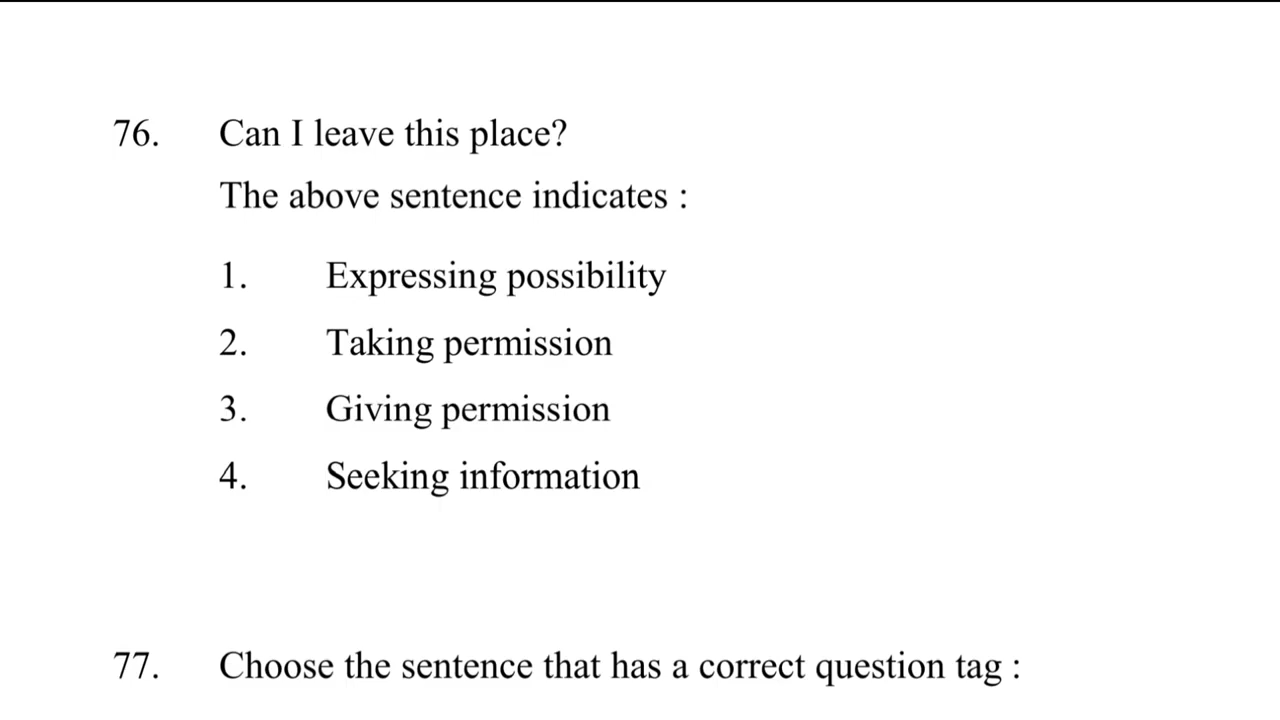 76. Can I leave this place?
The above sentence indicates :
1. Expressing possibility
2. Taking permission
3. Giving permission
4. Seeking information
77. Choose the sentence that has a correct question tag :